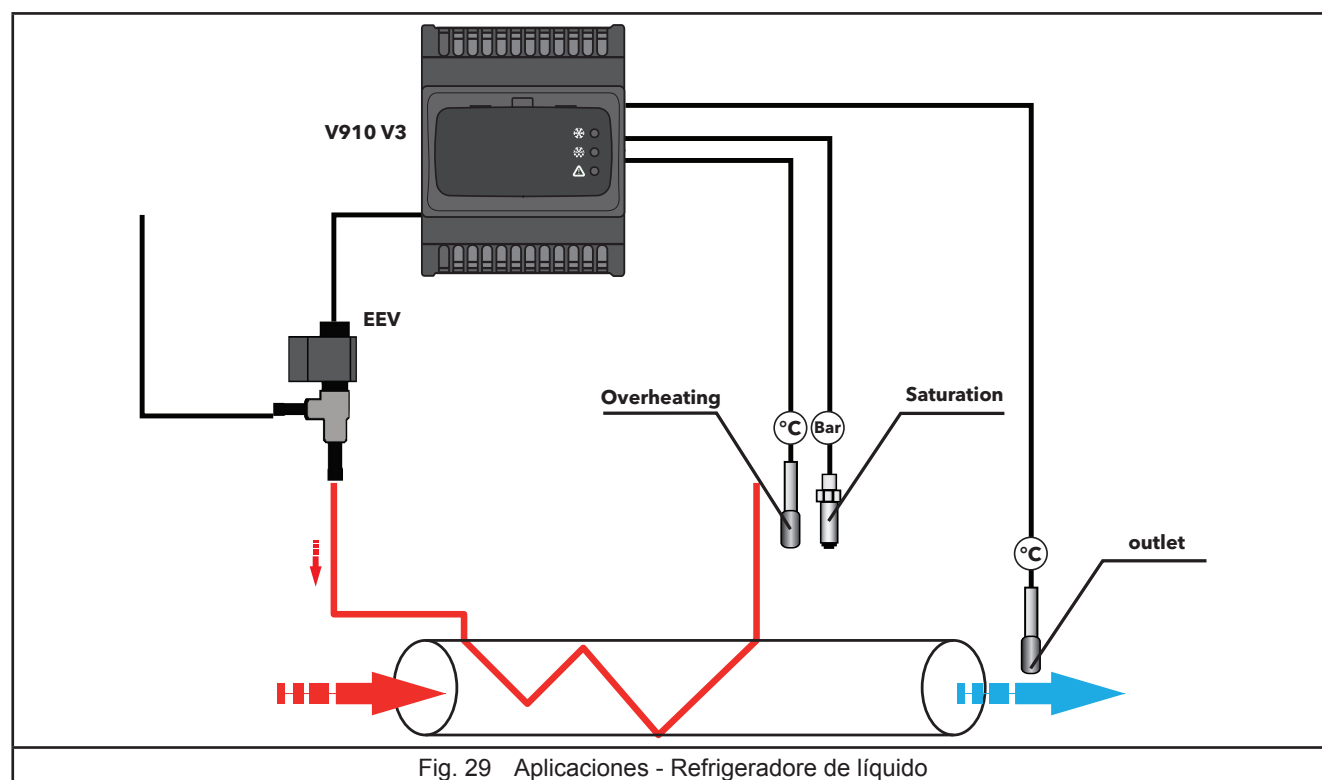 V910 V3
EEV
Overheating
Saturation
°C
Bar
°C
outlet
Fig. 29 Aplicaciones - Refrigeradore de líquido